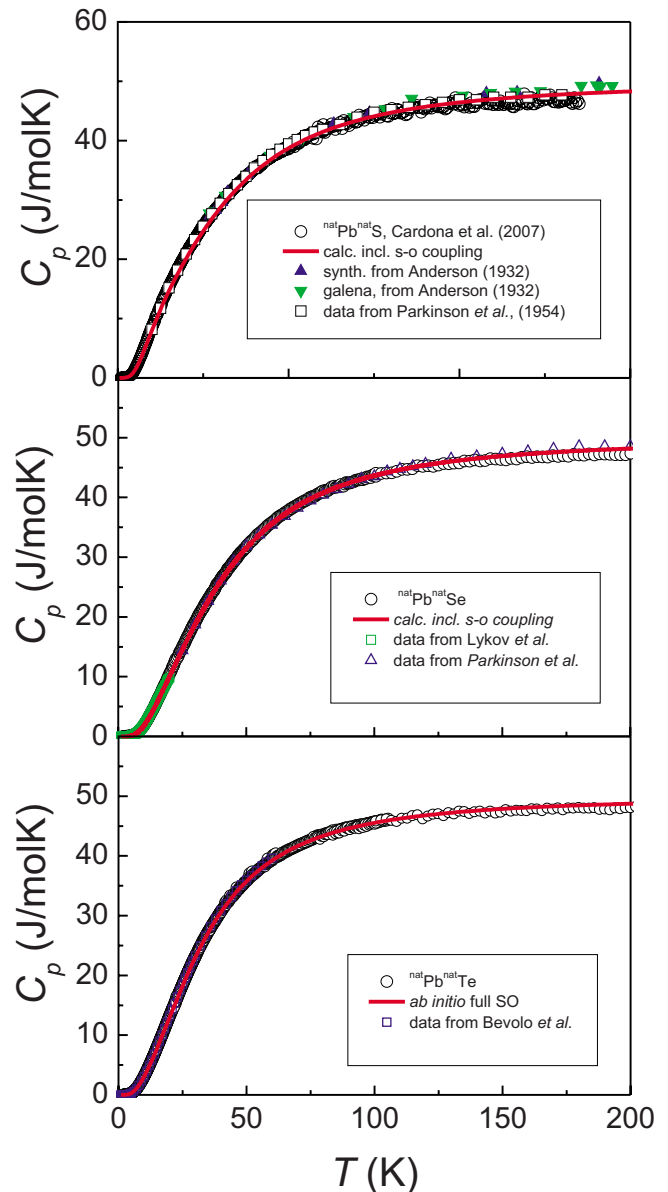 60
40
20
0
C_p (J/molK)
natPbnatS, Cardona et al. (2007)
calc. incl. s-o coupling
synth. from Anderson (1932)
galena, from Anderson (1932)
data from Parkinson et al., (1954)
50
40
30
20
10
0
C_p (J/molK)
natPbnatSe
calc. incl. s-o coupling
data from Lykov et al.
data from Parkinson et al.
50
40
30
20
10
0
C_p (J/molK)
natPbnatTe
ab initio full SO
data from Bevolo et al.
0 50 100 150 200
T (K)